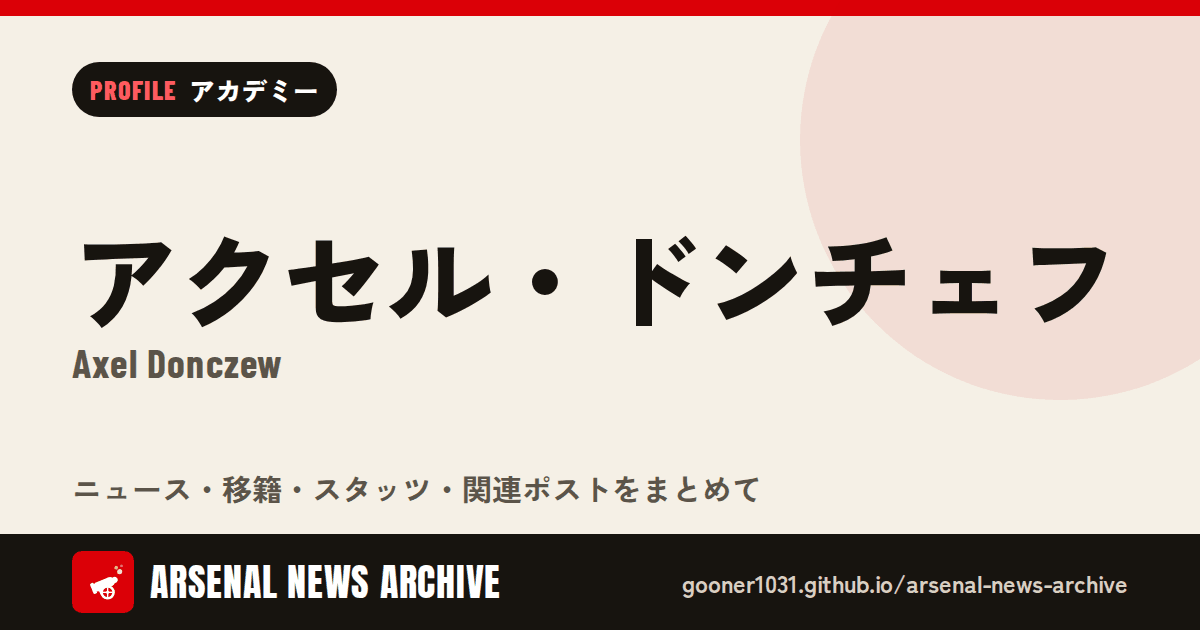 PROFILE アカデミー
アクセル・ドンチェフ
Axel Donczew
ニュース・移籍・スタッツ・関連ポストをまとめて
ARSENAL NEWS ARCHIVE
gooner1031.github.io/arsenal-news-archive